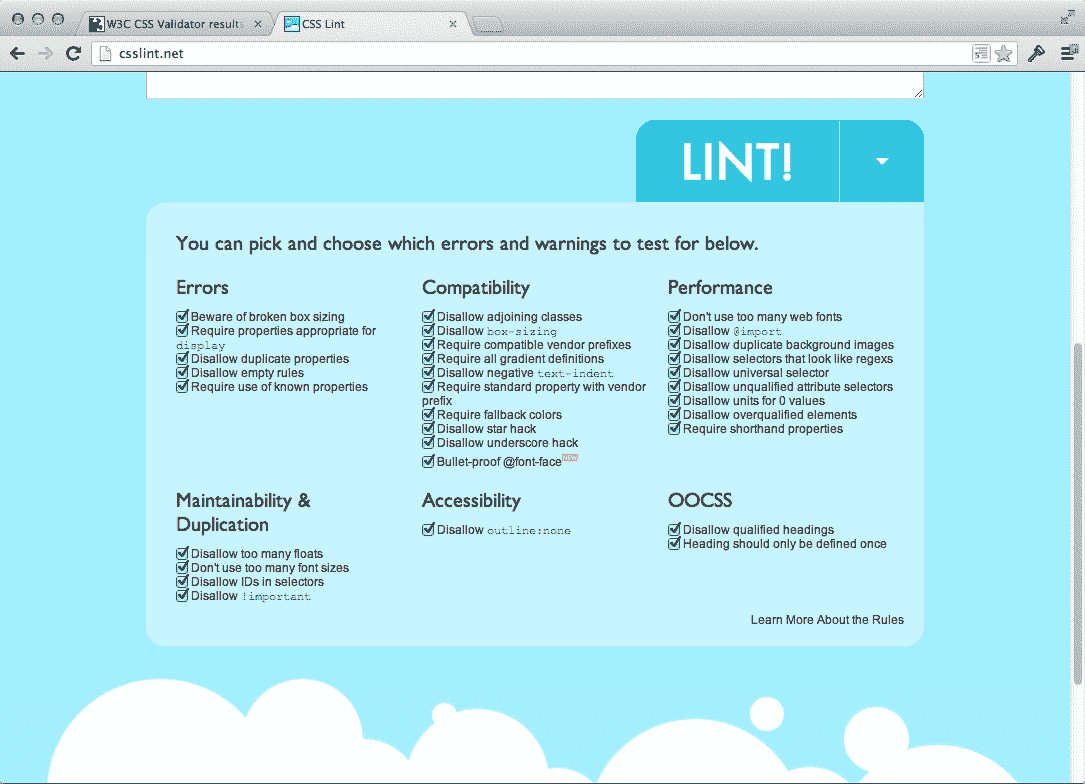 W3C CSS Validator results
CSS Lint
csslint.net
LINT!
You can pick and choose which errors and warnings to test for below.
Errors
Beware of broken box sizing
Require properties appropriate for
display
Disallow duplicate properties
Disallow empty rules
Require use of known properties
Compatibility
Disallow adjoining classes
Disallow box-sizing
Require compatible vendor prefixes
Require all gradient definitions
Disallow negative text-indent
Require standard property with vendor
prefix
Require fallback colors
Disallow star hack
Disallow underscore hack
Bullet-proof @font-face NEW
Performance
Don't use too many web fonts
Disallow @import
Disallow duplicate background images
Disallow selectors that look like regexs
Disallow universal selector
Disallow unqualified attribute selectors
Disallow units for 0 values
Disallow overqualified elements
Require shorthand properties
Maintainability &
Duplication
Disallow too many floats
Don't use too many font sizes
Disallow IDs in selectors
Disallow !important
Accessibility
Disallow outline:none
OOCSS
Disallow qualified headings
Heading should only be defined once
Learn More About the Rules